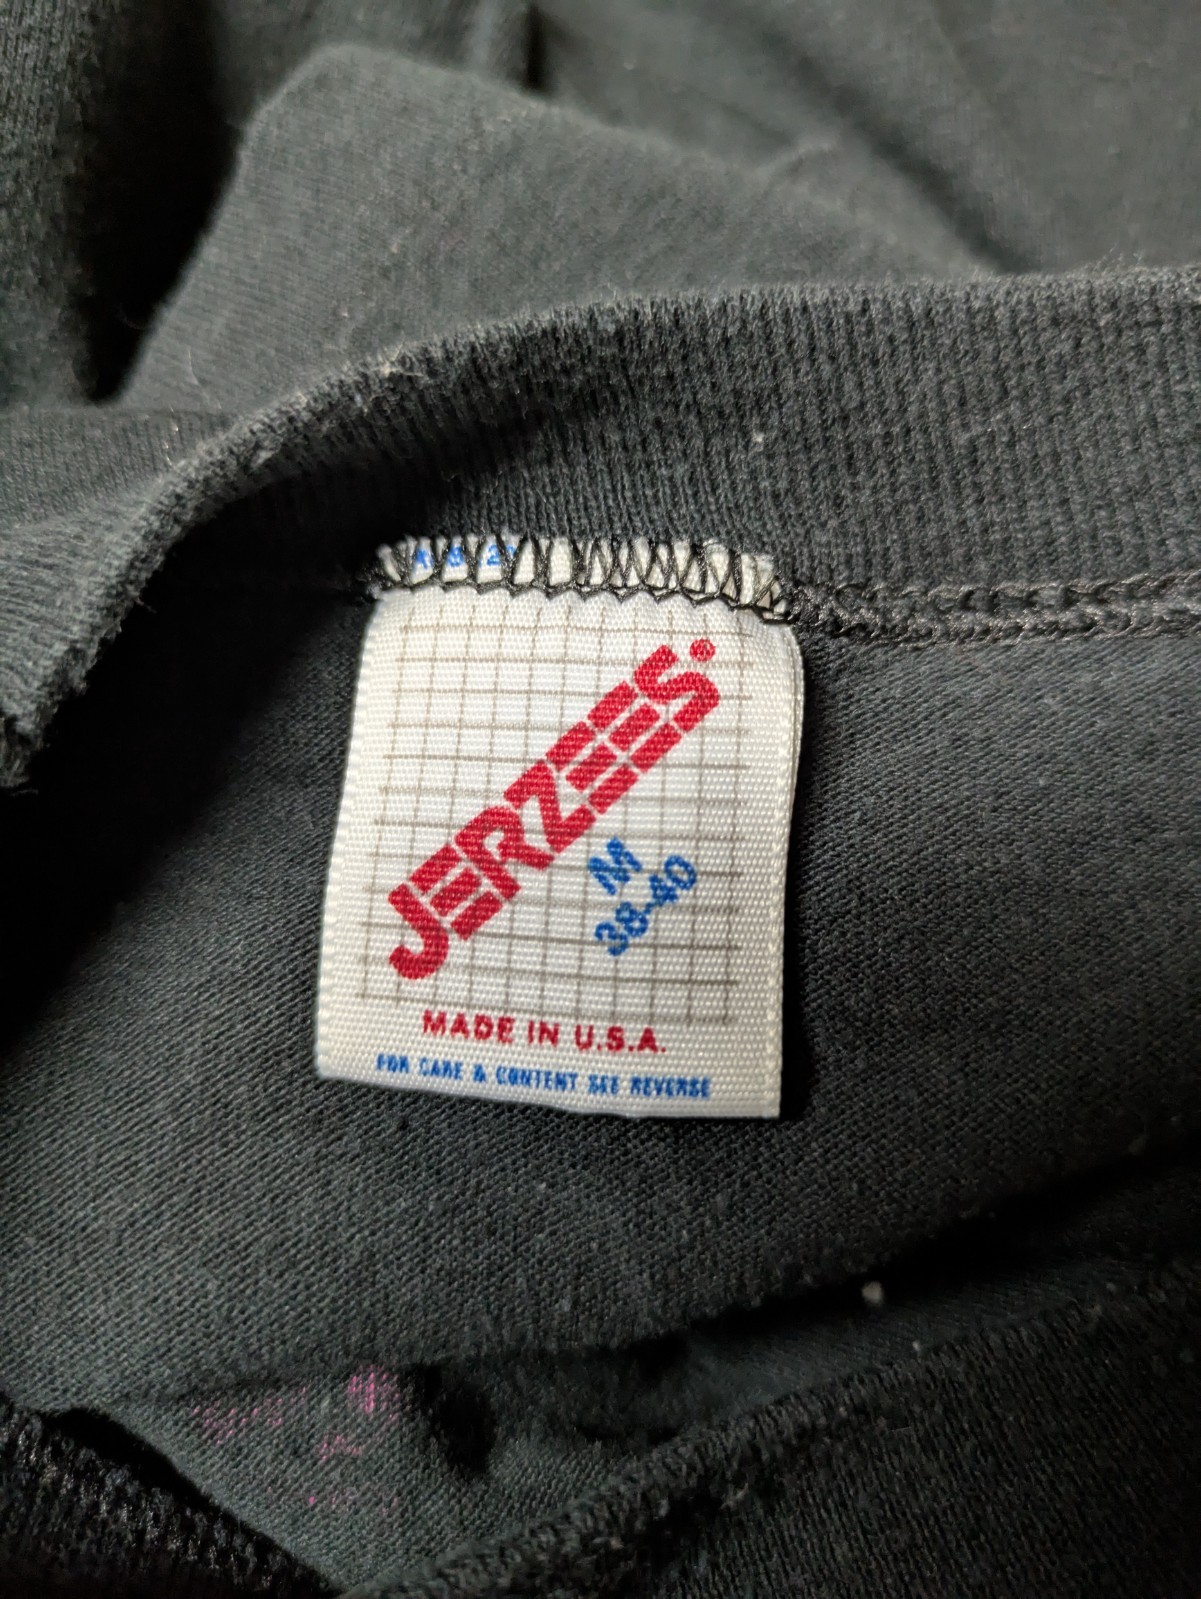 JERZEES
M
38-40
MADE IN U.S.A.
FOR CARE & CONTENT SEE REVERSE